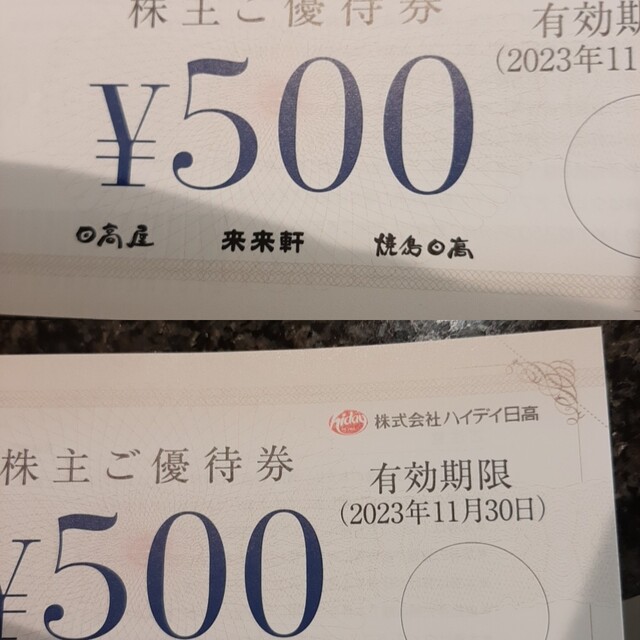 株主ご優待券
有効期
(2023年11
¥500
日高屋 来来軒 焼鳥日高
Hiday
株式会社ハイデイ日高
株主ご優待券
有効期限
(2023年11月30日)
¥500